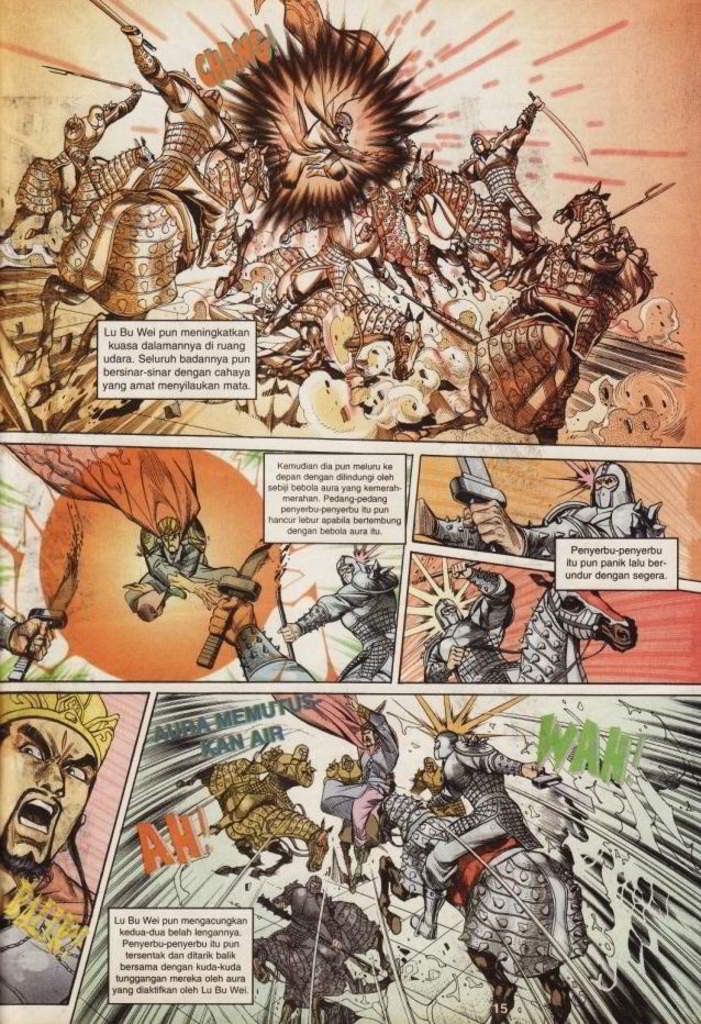 CHANG!
Lu Bu Wei pun meningkatkan
kuasa dalamannya di ruang
udara. Seluruh badannya pun
bersinar-sinar dengan cahaya
yang amat menyilaukan mata.
Kemudian dia pun meluru ke
depan dengan dilindungi oleh
sebiji bebola aura yang kemerah-
merahan. Pedang-pedang
penyerbu-penyerbu itu pun
hancur lebur apabila bertembung
dengan bebola aura itu.
Penyerbu-penyerbu
itu pun panik lalu ber-
undur dengan segera.
BALIK!
AURA MEMUTUS-
KAN AIR
WAH!
AH!
Lu Bu Wei pun mengacungkan
kedua-dua belah lengannya.
Penyerbu-penyerbu itu pun
tersentak dan ditarik balik
bersama dengan kuda-kuda
tunggangan mereka oleh aura
yang diaktifkan oleh Lu Bu Wei.
15